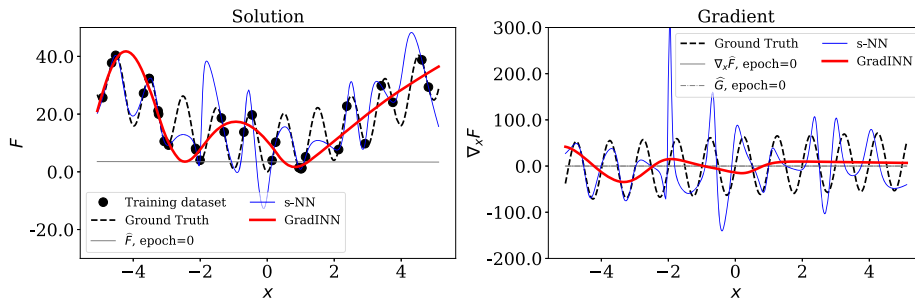 Solution
F
40.0
20.0
0.0
−20.0
−4
−2
0
2
4
x
Training dataset
Ground Truth
F̂, epoch=0
s-NN
GradINN
Gradient
∇ₓF
300.0
200.0
100.0
0.0
−100.0
−200.0
−4
−2
0
2
4
x
Ground Truth
∇ₓF̂, epoch=0
Ĝ, epoch=0
s-NN
GradINN